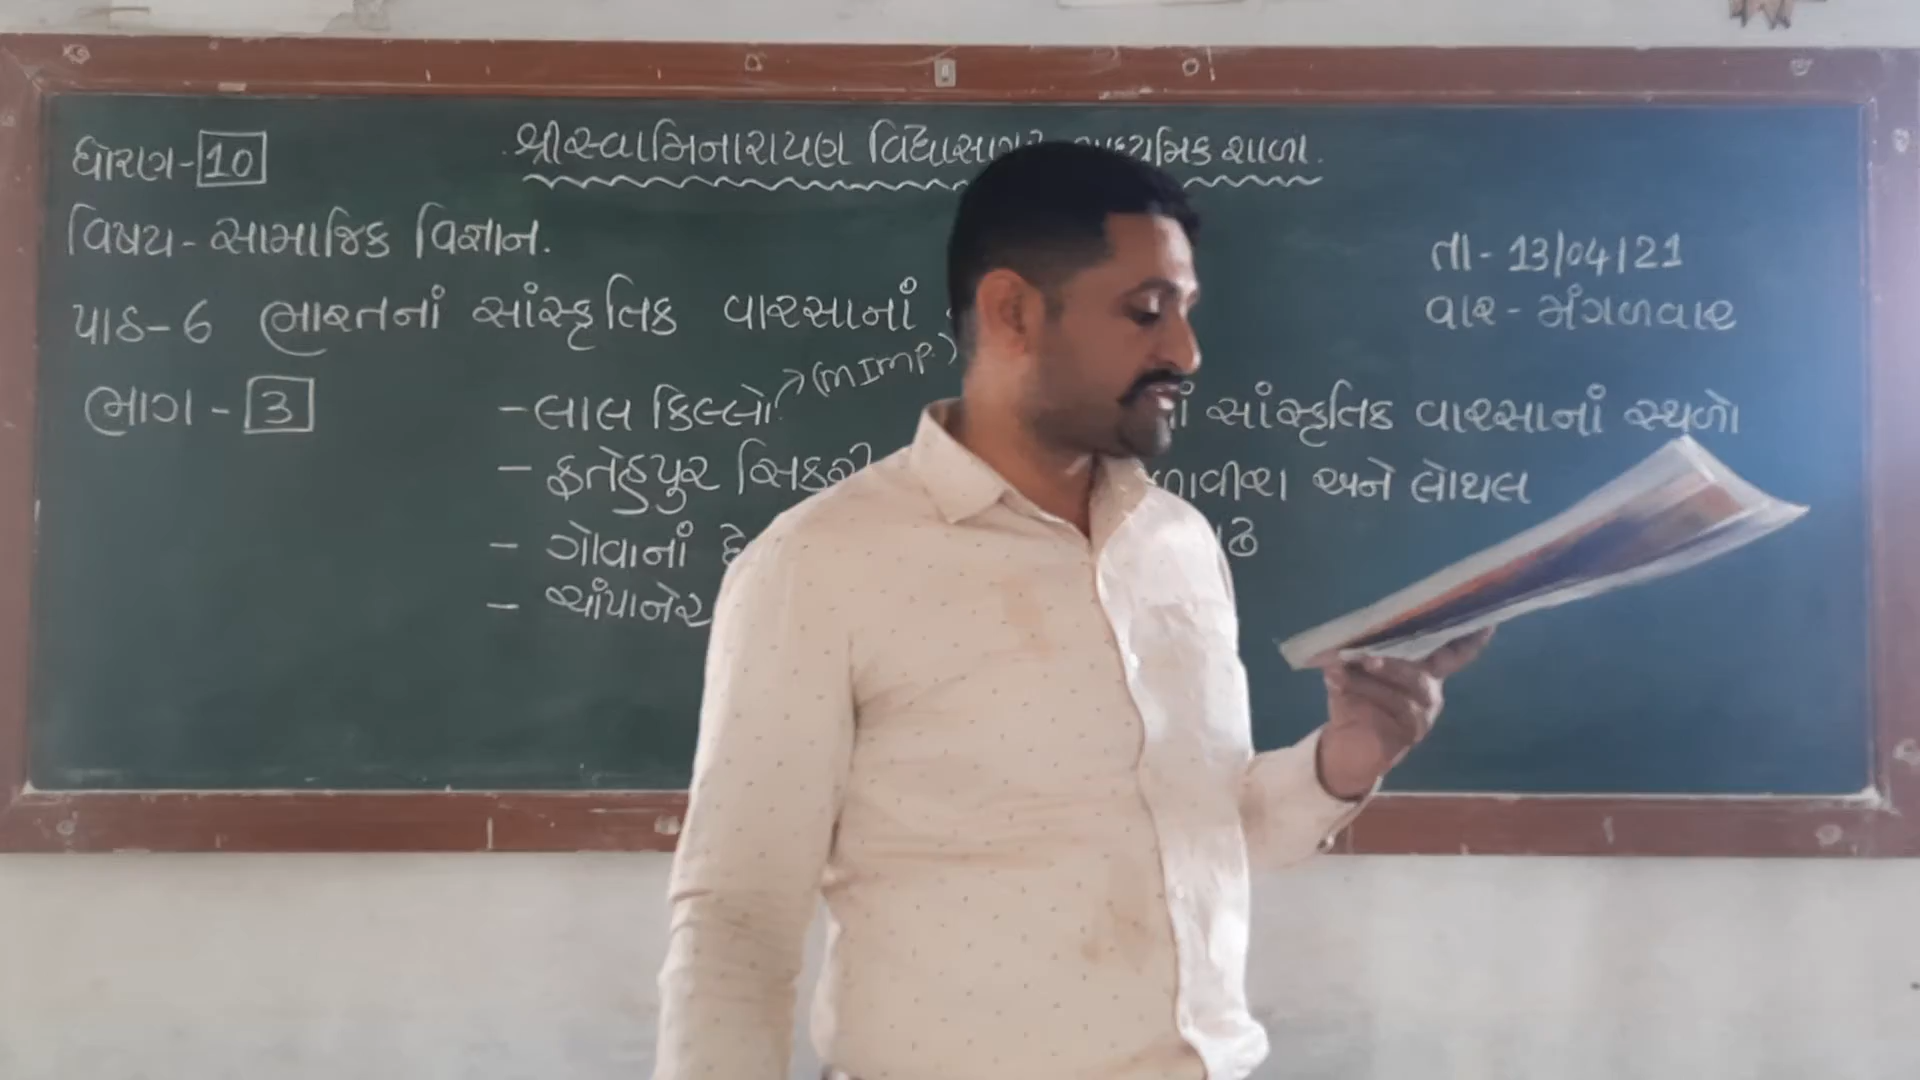 શ્રી સ્વામિનારાયણ શાળા.
ધોરણ-10
વિષય - સામાજિક વિજ્ઞાન.
તા - 13/04/21
વાર - મંગળવાર
પાઠ-6 ભારતનાં સાંસ્કૃતિક વારસાનાં
ભાગ - 3
- લાલ કિલ્લો → (m Imp.)
- ફતેહપુર સિકરી
- ગોવાનાં
- ચાંપાનેર
સાંસ્કૃતિક વારસાનાં સ્થળો
અને લોથલ